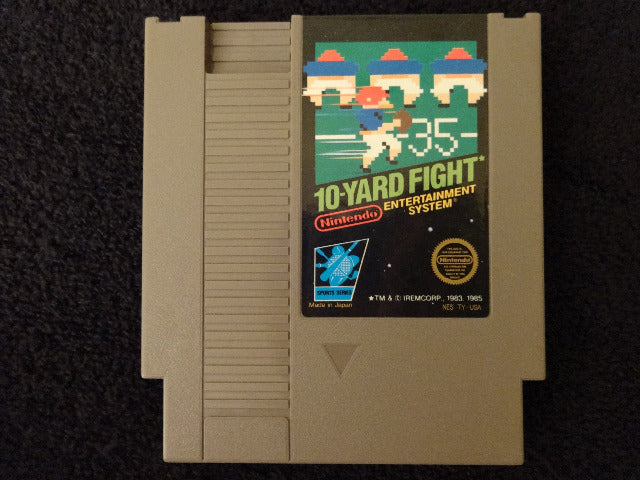 35
10-YARD FIGHT*
Nintendo®
ENTERTAINMENT
SYSTEM®
SPORTS SERIES
Made in Japan
Nintendo
★TM & © IREMCORP., 1983, 1985
NES-TY-USA